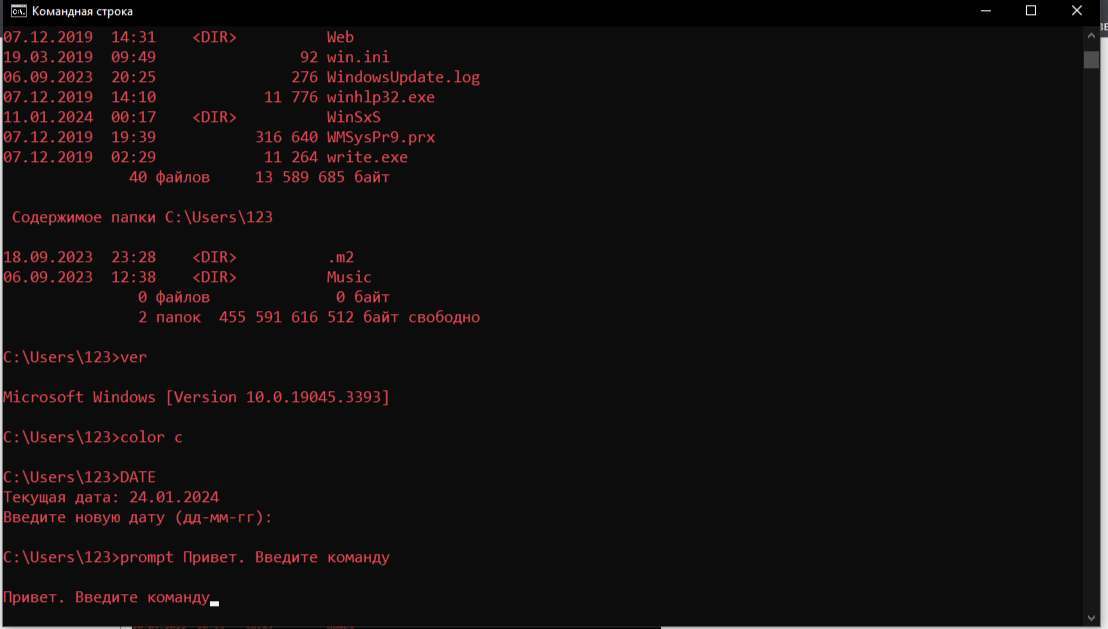 Командная строка
07.12.2019  14:31    <DIR>          Web
19.03.2019  09:49                92 win.ini
06.09.2023  20:25               276 WindowsUpdate.log
07.12.2019  14:10            11 776 winhlp32.exe
11.01.2024  00:17    <DIR>          WinSxS
07.12.2019  19:39           316 640 WMSysPr9.prx
07.12.2019  02:29            11 264 write.exe
              40 файлов     13 589 685 байт
 Содержимое папки C:\Users\123
18.09.2023  23:28    <DIR>          .m2
06.09.2023  12:38    <DIR>          Music
               0 файлов              0 байт
               2 папок  455 591 616 512 байт свободно
C:\Users\123>ver
Microsoft Windows [Version 10.0.19045.3393]
C:\Users\123>color c
C:\Users\123>DATE
Текущая дата: 24.01.2024
Введите новую дату (дд-мм-гг):
C:\Users\123>prompt Привет. Введите команду
Привет. Введите команду